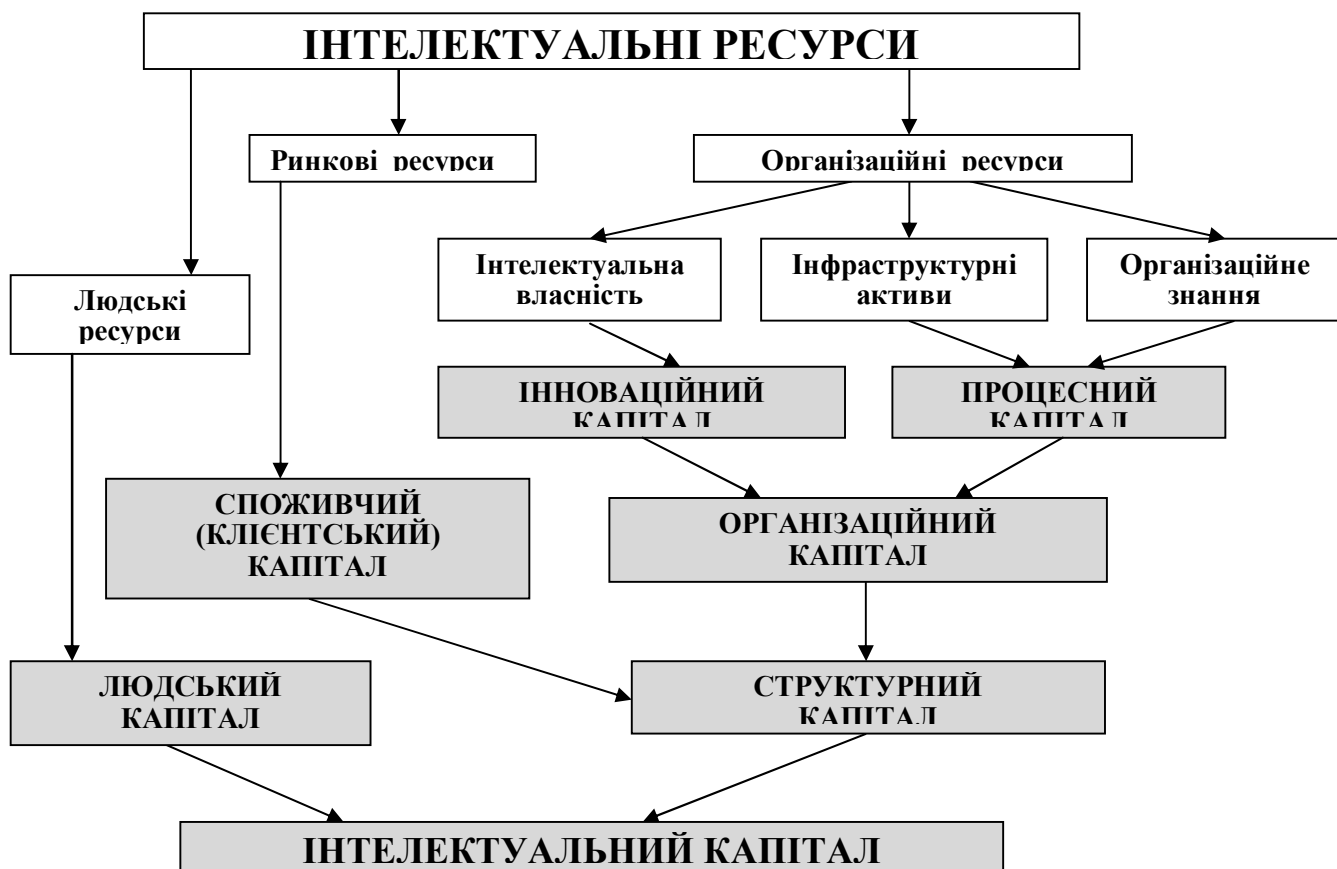 ІНТЕЛЕКТУАЛЬНІ РЕСУРСИ
Ринкові ресурси
Організаційні ресурси
Інтелектуальна
власність
Інфраструктурні
активи
Організаційне
знання
Людські
ресурси
ІННОВАЦІЙНИЙ
КАПІТАЛ
ПРОЦЕСНИЙ
КАПІТАЛ
СПОЖИВЧИЙ
(КЛІЄНТСЬКИЙ)
КАПІТАЛ
ОРГАНІЗАЦІЙНИЙ
КАПІТАЛ
ЛЮДСЬКИЙ
КАПІТАЛ
СТРУКТУРНИЙ
КАПІТАЛ
ІНТЕЛЕКТУАЛЬНИЙ КАПІТАЛ